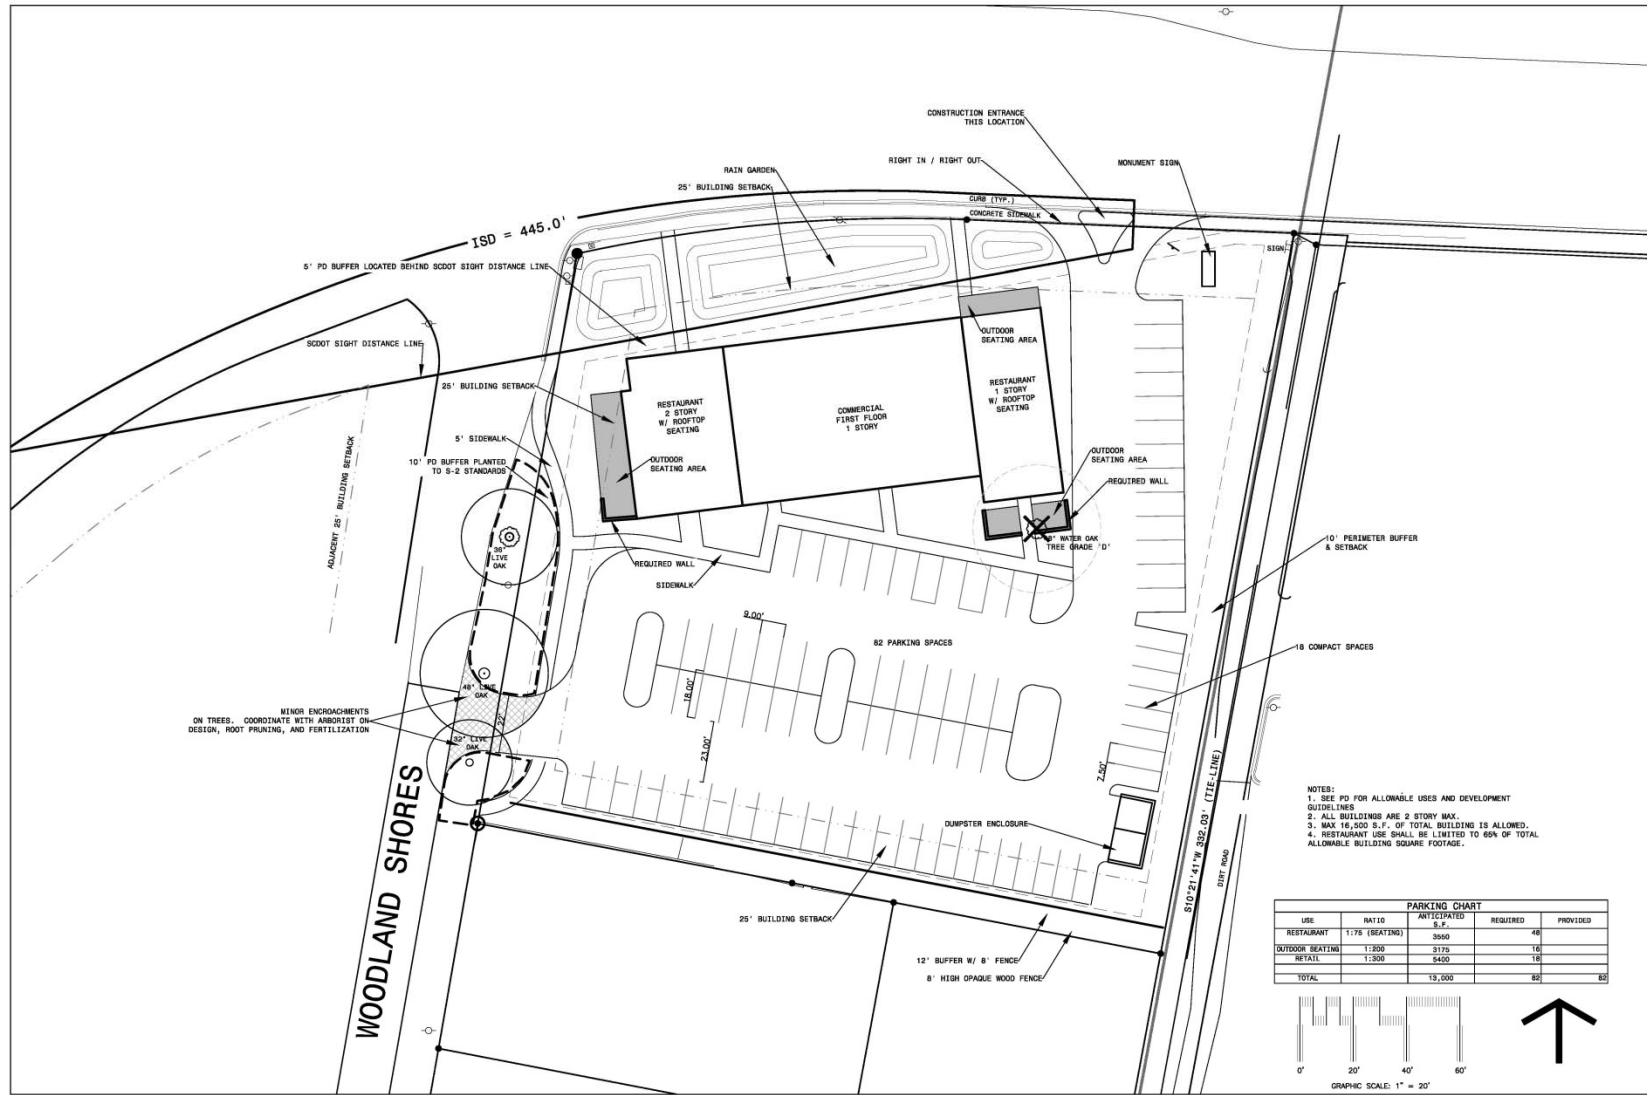 CONSTRUCTION ENTRANCE
THIS LOCATION
RIGHT IN / RIGHT OUT
MONUMENT SIGN
RAIN GARDEN
25' BUILDING SETBACK
CURB (TYP.)
CONCRETE SIDEWALK
ISD = 445.0'
SIGN
5' PD BUFFER LOCATED BEHIND SCDOT SIGHT DISTANCE LINE
SCDOT SIGHT DISTANCE LINE
OUTDOOR
SEATING AREA
25' BUILDING SETBACK
RESTAURANT
2 STORY
W/ ROOFTOP
SEATING
COMMERCIAL
FIRST FLOOR
1 STORY
RESTAURANT
1 STORY
W/ ROOFTOP
SEATING
ADJACENT 25' BUILDING SETBACK
5' SIDEWALK
10' PD BUFFER PLANTED
TO S-2 STANDARDS
OUTDOOR
SEATING AREA
OUTDOOR
SEATING AREA
REQUIRED WALL
36"
LIVE
OAK
8" WATER OAK
TREE GRADE 'D'
10' PERIMETER BUFFER
& SETBACK
REQUIRED WALL
SIDEWALK
9.00'
82 PARKING SPACES
18 COMPACT SPACES
18.00'
48" LIVE
OAK
MINOR ENCROACHMENTS
ON TREES. COORDINATE WITH ARBORIST ON
DESIGN, ROOT PRUNING, AND FERTILIZATION
22'
32" LIVE
OAK
23.00'
7.50'
WOODLAND SHORES
S10°21'41"W 332.03' (TIE-LINE)
DIRT ROAD
DUMPSTER ENCLOSURE
25' BUILDING SETBACK
12' BUFFER W/ 8' FENCE
8' HIGH OPAQUE WOOD FENCE
NOTES:
1. SEE PD FOR ALLOWABLE USES AND DEVELOPMENT
GUIDELINES
2. ALL BUILDINGS ARE 2 STORY MAX.
3. MAX 16,500 S.F. OF TOTAL BUILDING IS ALLOWED.
4. RESTAURANT USE SHALL BE LIMITED TO 65% OF TOTAL
ALLOWABLE BUILDING SQUARE FOOTAGE.
PARKING CHART
USE RATIO ANTICIPATED S.F. REQUIRED PROVIDED
RESTAURANT 1:75 (SEATING) 3550 48
OUTDOOR SEATING 1:200 3175 16
RETAIL 1:300 5400 18
TOTAL 13,000 82 82
0' 20' 40' 60'
GRAPHIC SCALE: 1" = 20'